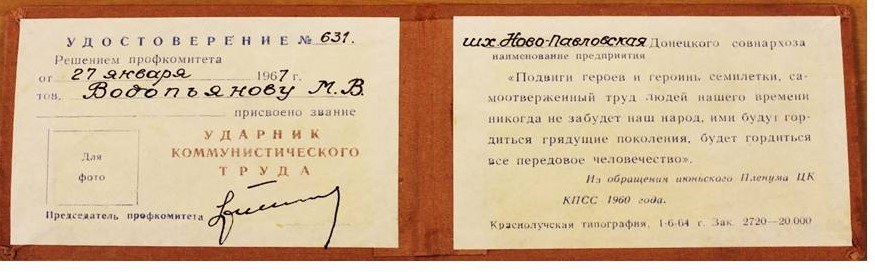 УДОСТОВЕРЕНИЕ № 631.
Решением профкомитета
от 27 января 1967 г.
тов. Водопьянову М.В.
присвоено звание
УДАРНИК
КОММУНИСТИЧЕСКОГО
ТРУДА
Для
фото
Председатель профкомитета
шх Ново-Павловская Донецкого совнархоза
наименование предприятия
«Подвиги героев и героинь семилетки, са-
моотверженный труд людей нашего времени
никогда не забудет наш народ, ими будут гор-
диться грядущие поколения, будет гордиться
все передовое человечество».
Из обращения июньского Пленума ЦК
КПСС 1960 года.
Краснолучская типография, 1-6-64 г. Зак. 2720—20.000